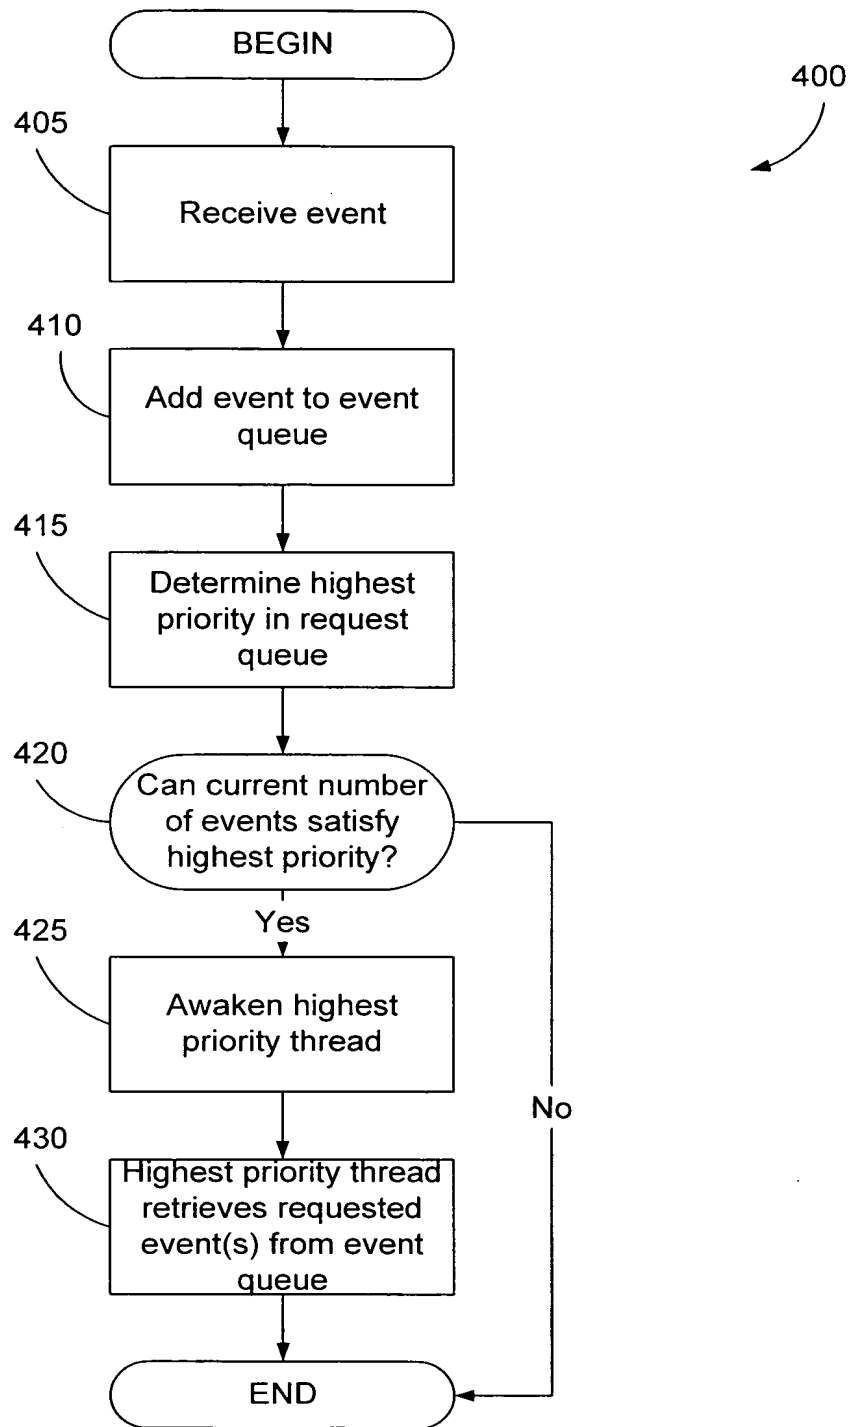 BEGIN
400
405
Receive event
410
Add event to event
queue
415
Determine highest
priority in request
queue
420
Can current number
of events satisfy
highest priority?
Yes
425
Awaken highest
priority thread
No
430
Highest priority thread
retrieves requested
event(s) from event
queue
END